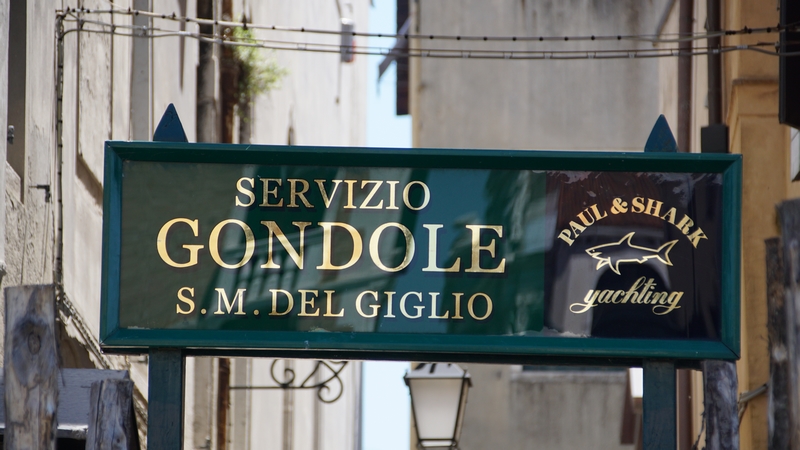 SERVIZIO
GONDOLE
S.M. DEL GIGLIO
PAUL & SHARK
yachting